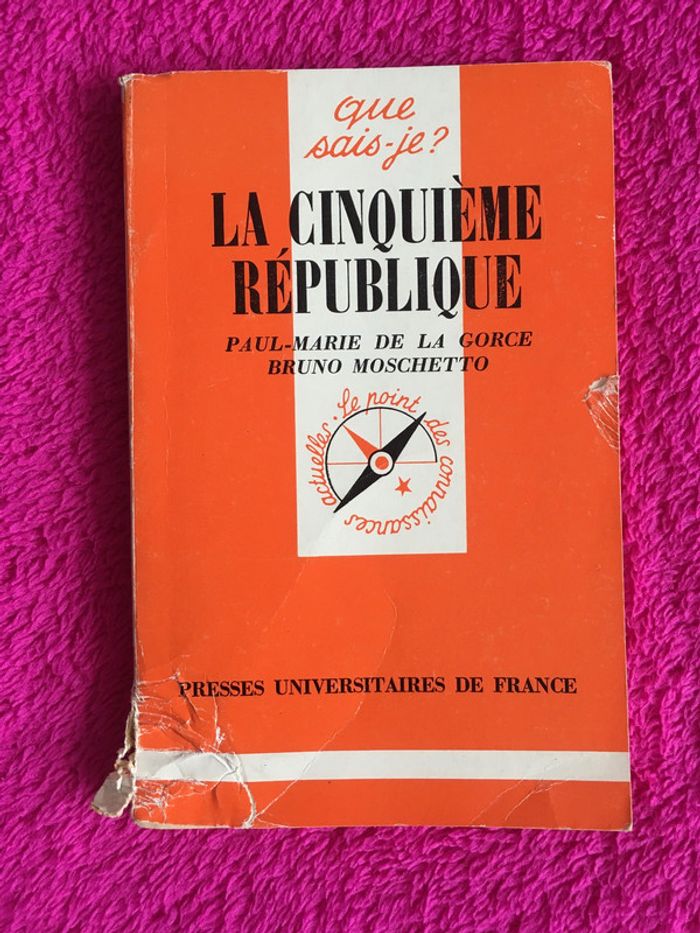 que
sais-je?
LA CINQUIÈME
RÉPUBLIQUE
PAUL-MARIE DE LA GORCE
BRUNO MOSCHETTO
Le point des connaissances actuelles.
PRESSES UNIVERSITAIRES DE FRANCE